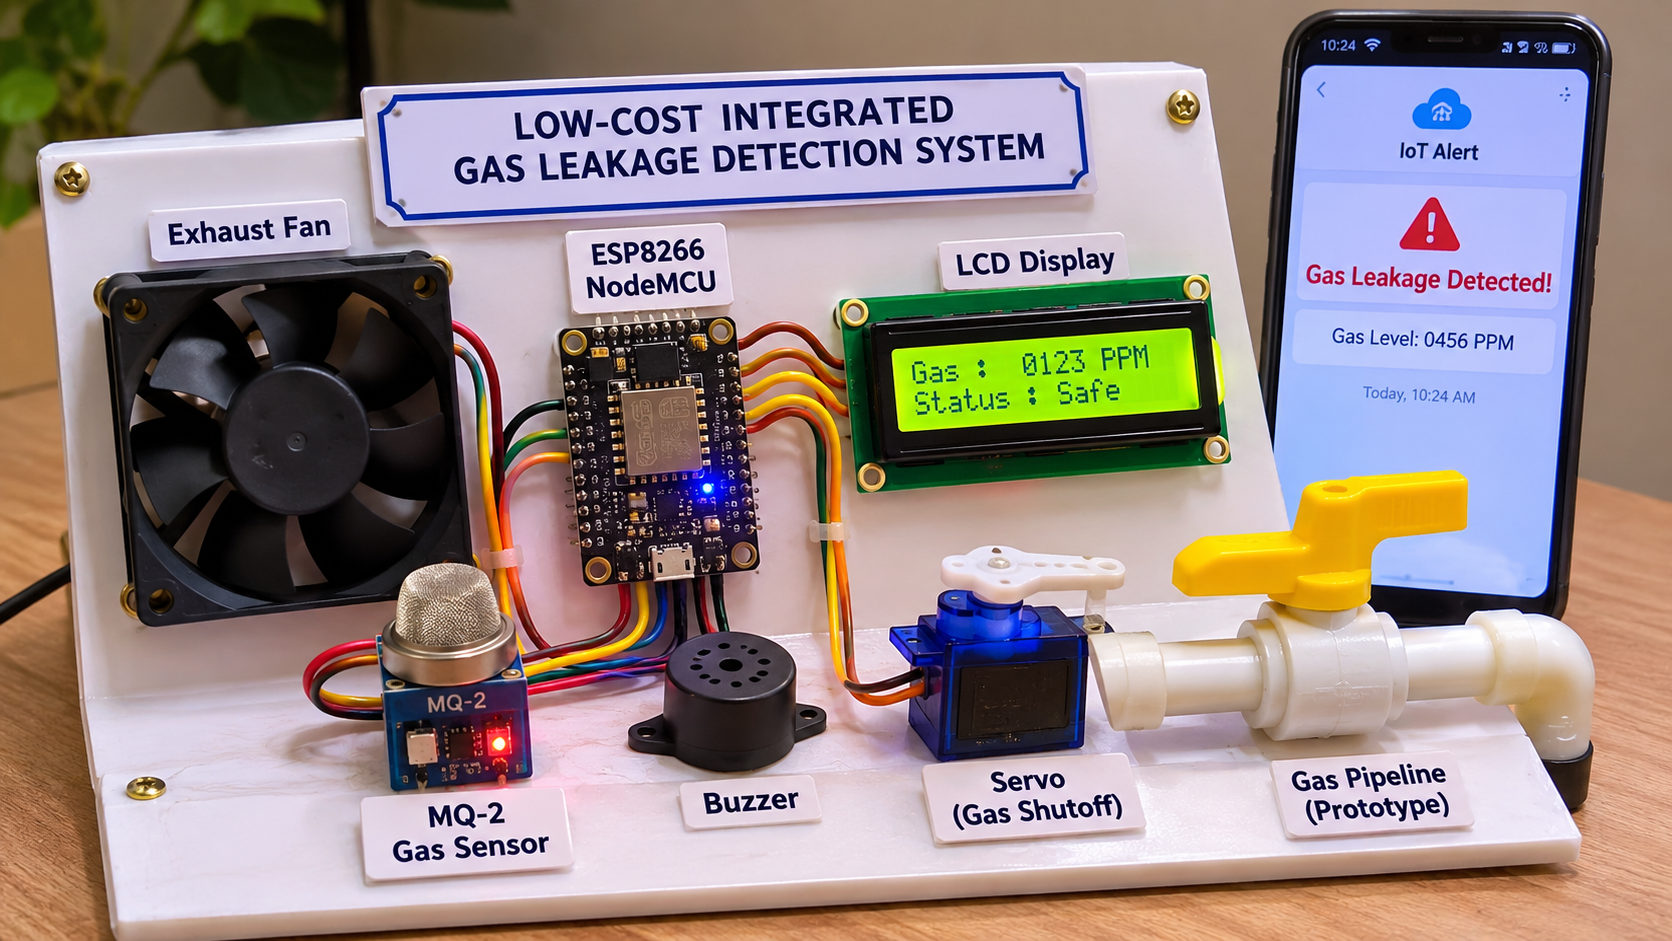 LOW-COST INTEGRATED
GAS LEAKAGE DETECTION SYSTEM
Exhaust Fan
ESP8266
NodeMCU
LCD Display
Gas : 0123 PPM
Status : Safe
MQ-2
MQ-2
Gas Sensor
Buzzer
Servo
(Gas Shutoff)
Gas Pipeline
(Prototype)
10:24
IoT Alert
Gas Leakage Detected!
Gas Level: 0456 PPM
Today, 10:24 AM